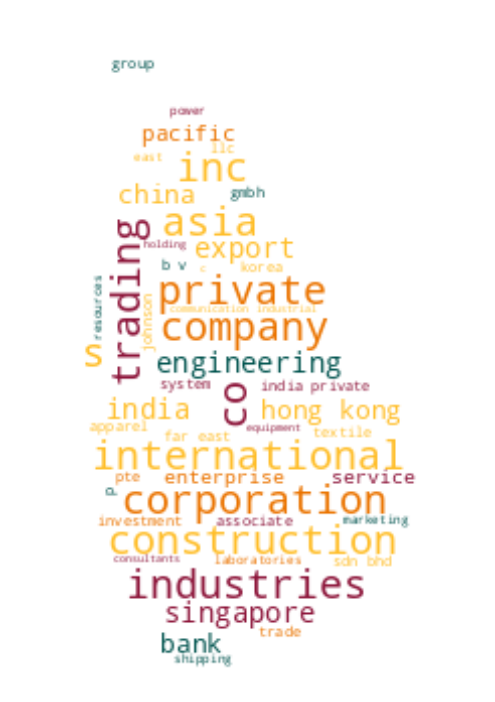 group
power
pacific
llc
east
inc
china
gmbh
asia
trading
holding
export
b v
c
korea
resources
private
communication industrial
johnson
company
s
engineering
system
india private
co
india
hong kong
apparel
equipment
far east
textile
international
pte
enterprise
service
p
corporation
investment
associate
marketing
construction
consultants
laboratories
sdn bhd
industries
singapore
trade
bank
shipping